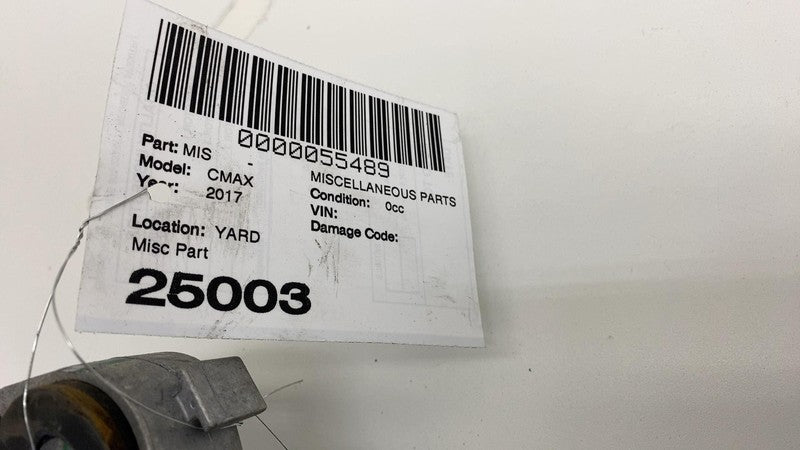 0000055489
Part: MIS -
MISCELLANEOUS PARTS
Model: CMAX
Condition: 0cc
Year: 2017
VIN:
Damage Code:
Location: YARD
Misc Part
25003